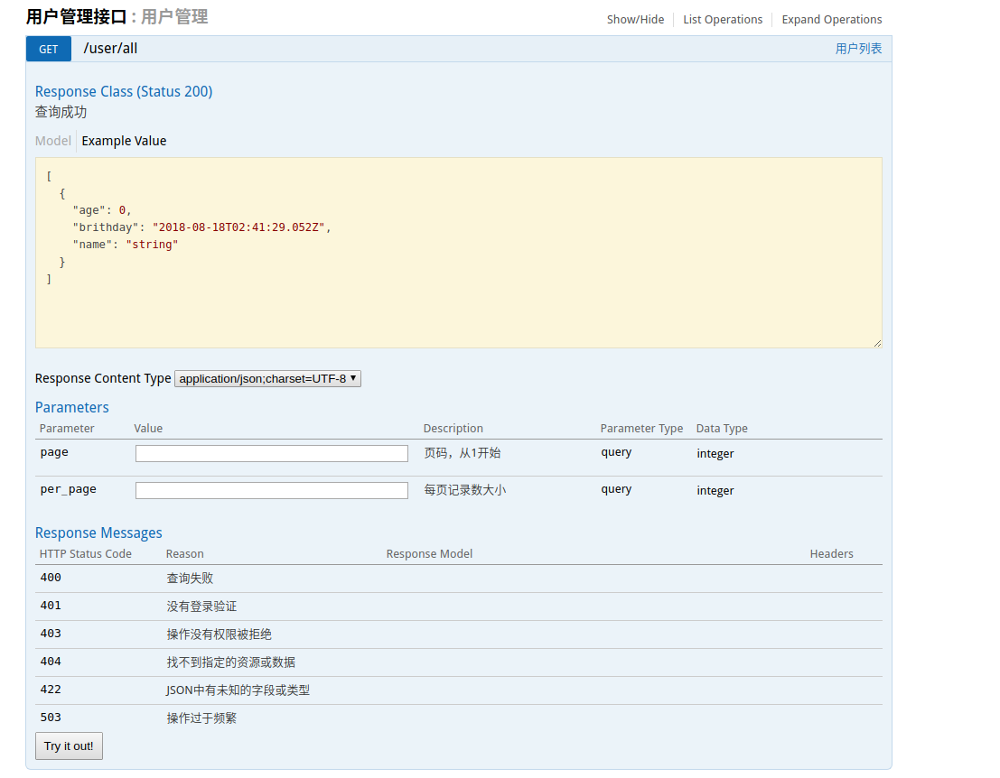 用户管理接口 : 用户管理
Show/Hide List Operations Expand Operations
GET /user/all 用户列表
Response Class (Status 200)
查询成功
Model Example Value
[
  {
    "age": 0,
    "brithday": "2018-08-18T02:41:29.052Z",
    "name": "string"
  }
]
Response Content Type application/json;charset=UTF-8
Parameters
Parameter Value Description Parameter Type Data Type
page 页码，从1开始 query integer
per_page 每页记录数大小 query integer
Response Messages
HTTP Status Code Reason Response Model Headers
400 查询失败
401 没有登录验证
403 操作没有权限被拒绝
404 找不到指定的资源或数据
422 JSON中有未知的字段或类型
503 操作过于频繁
Try it out!